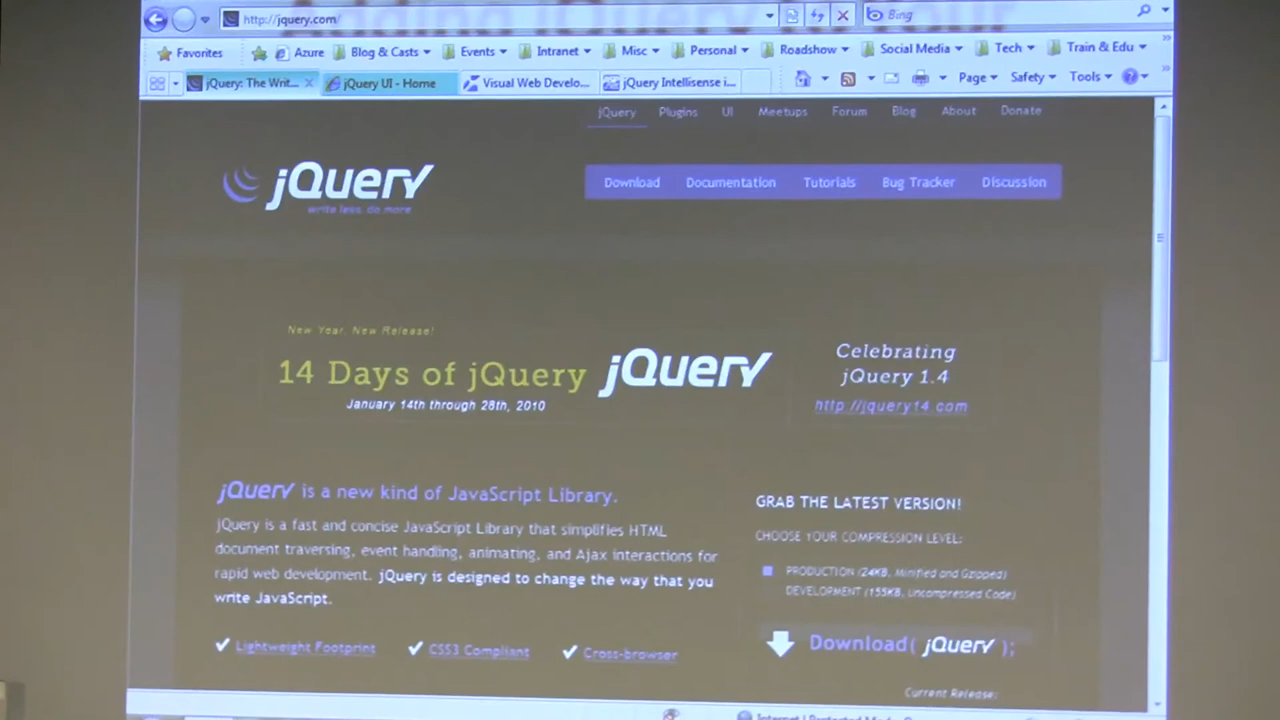 http://jquery.com/
Bing
Favorites
Azure
Blog & Casts
Events
Intranet
Misc
Personal
Roadshow
Social Media
Tech
Train & Edu
jQuery: The Writ...
jQuery UI - Home
Visual Web Develo...
jQuery Intellisense i...
Page
Safety
Tools
jQuery Plugins UI Meetups Forum Blog About Donate
jQuery
write less, do more
Download Documentation Tutorials Bug Tracker Discussion
New Year, New Release!
14 Days of jQuery
January 14th through 28th, 2010
jQuery
Celebrating
jQuery 1.4
http://jquery14.com
jQuery is a new kind of JavaScript Library.
jQuery is a fast and concise JavaScript Library that simplifies HTML
document traversing, event handling, animating, and Ajax interactions for
rapid web development. jQuery is designed to change the way that you
write JavaScript.
Lightweight Footprint
CSS3 Compliant
Cross-browser
GRAB THE LATEST VERSION!
CHOOSE YOUR COMPRESSION LEVEL:
PRODUCTION (24KB, Minified and Gzipped)
DEVELOPMENT (155KB, Uncompressed Code)
Download( jQuery );
Current Release: